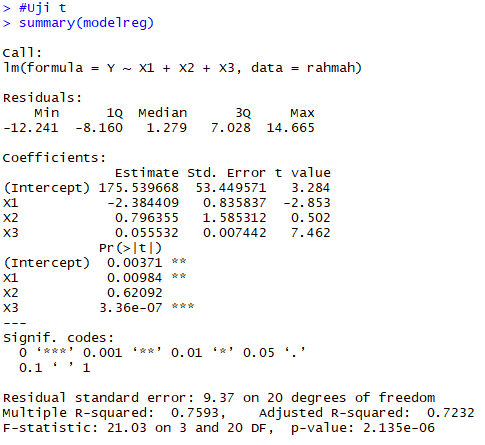 > #Uji t
> summary(modelreg)
Call:
lm(formula = Y ~ X1 + X2 + X3, data = rahmah)
Residuals:
    Min      1Q  Median      3Q     Max
-12.241  -8.160   1.279   7.028  14.665
Coefficients:
              Estimate Std. Error t value
(Intercept) 175.539668  53.449571   3.284
X1           -2.384409   0.835837  -2.853
X2            0.796355   1.585312   0.502
X3            0.055532   0.007442   7.462
            Pr(>|t|)
(Intercept)  0.00371 **
X1           0.00984 **
X2           0.62092
X3          3.36e-07 ***
---
Signif. codes:
  0 ‘***’ 0.001 ‘**’ 0.01 ‘*’ 0.05 ‘.’
  0.1 ‘ ’ 1
Residual standard error: 9.37 on 20 degrees of freedom
Multiple R-squared:  0.7593,    Adjusted R-squared:  0.7232
F-statistic: 21.03 on 3 and 20 DF,  p-value: 2.135e-06